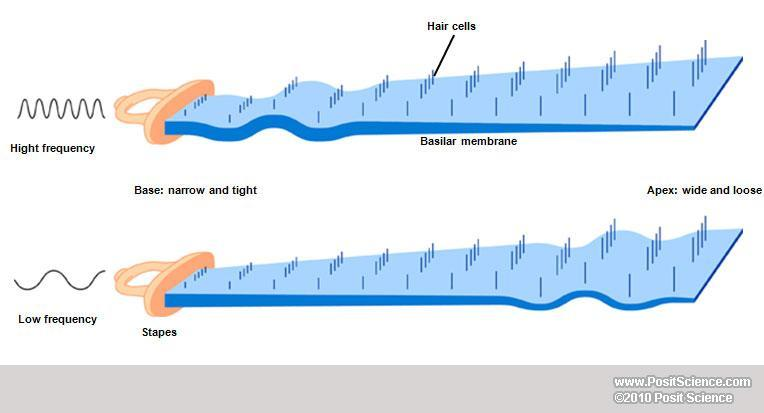 Hair cells
Hight frequency
Basilar membrane
Base: narrow and tight
Apex: wide and loose
Low frequency
Stapes
www.PositScience.com
©2010 Posit Science